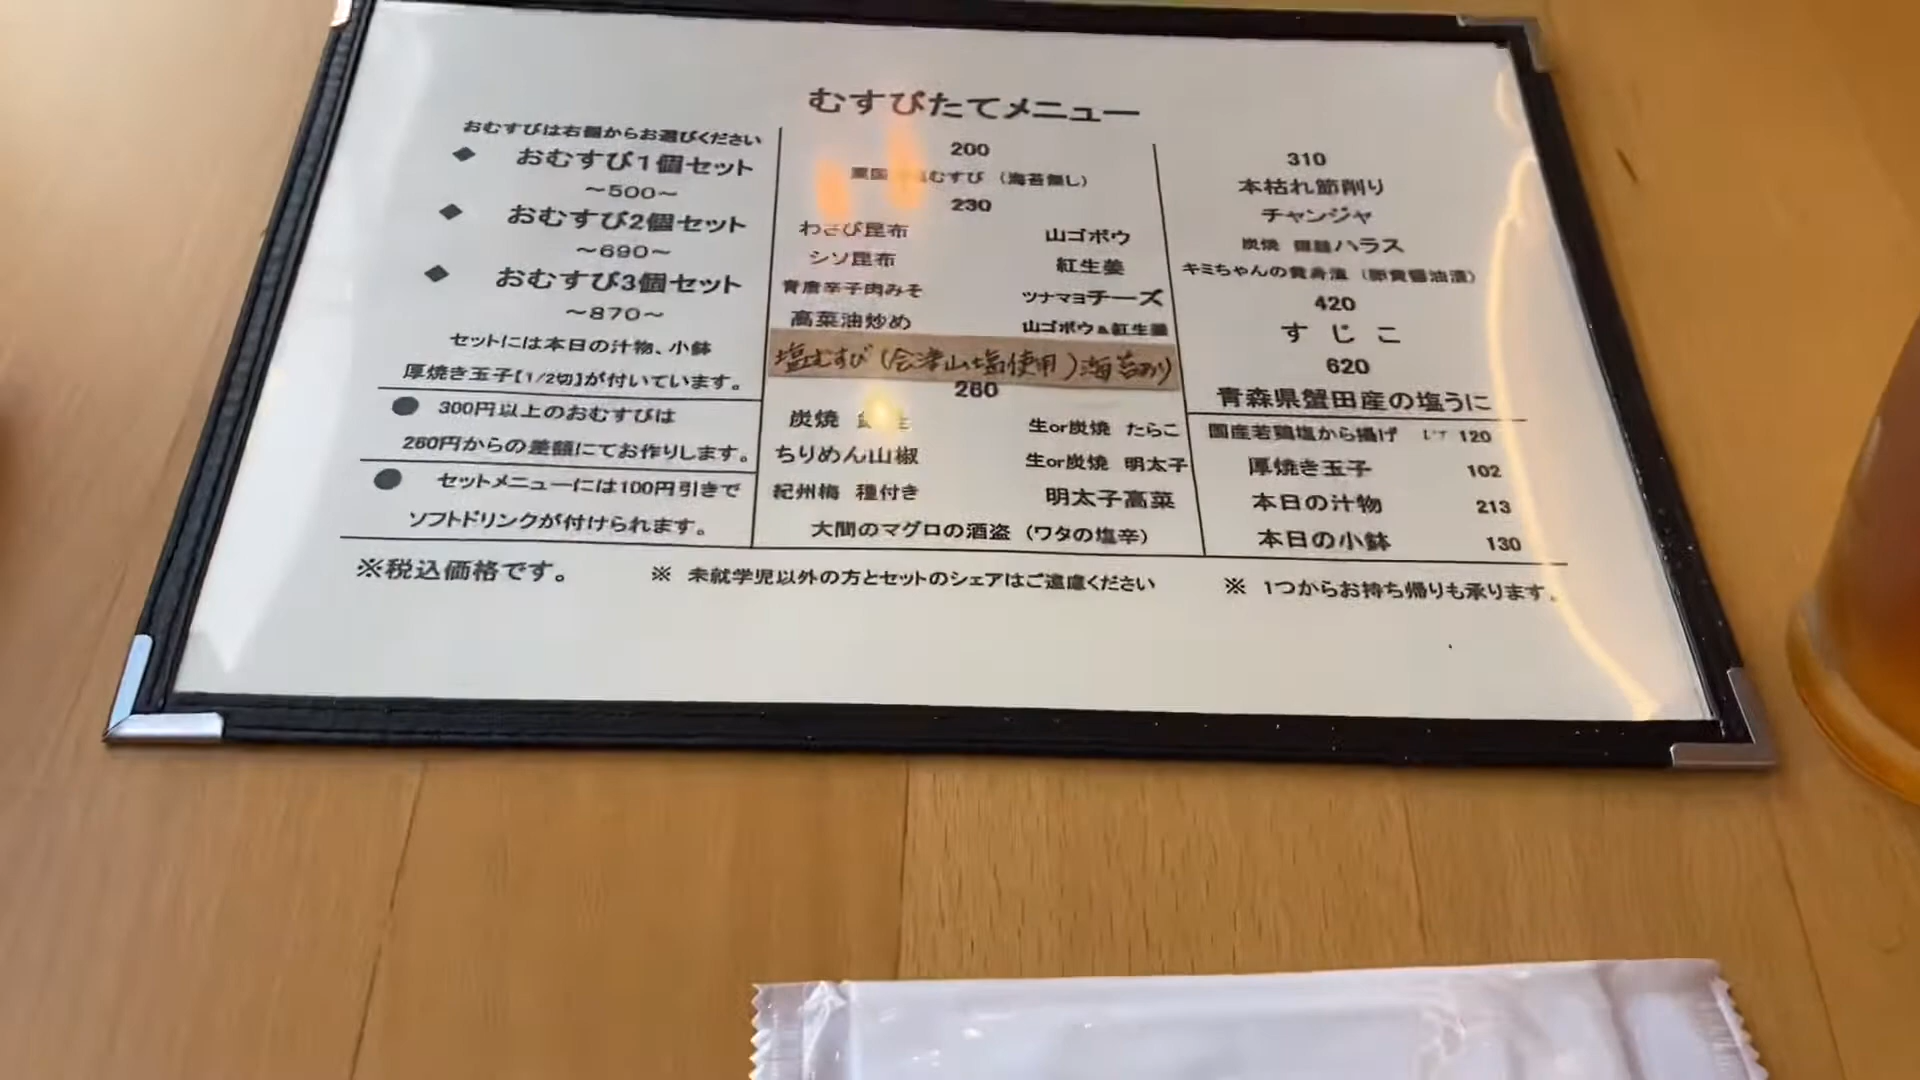 むすびたてメニュー
おむすびは右側からお選びください
◆ おむすび1個セット
～500～
◆ おむすび2個セット
～690～
◆ おむすび3個セット
～870～
セットには本日の汁物、小鉢
厚焼き玉子【1/2切】が付いています。
● 300円以上のおむすびは
260円からの差額にてお作りします。
● セットメニューには100円引きで
ソフトドリンクが付けられます。
200
むすび（海苔無し）
230
わさび昆布 山ゴボウ
シソ昆布 紅生姜
青唐辛子肉みそ ツナマヨチーズ
高菜油炒め 山ゴボウ&紅生姜
塩むすび（会津山塩使用）海苔あり
260
炭焼 生or炭焼 たらこ
ちりめん山椒 生or炭焼 明太子
紀州梅 種付き 明太子高菜
大間のマグロの酒盗（ワタの塩辛）
310
本枯れ節削り
チャンジャ
炭焼 ハラス
キミちゃんの黄身漬（卵黄醤油漬）
420
すじこ
620
青森県蟹田産の塩うに
国産若鶏塩から揚げ 120
厚焼き玉子 102
本日の汁物 213
本日の小鉢 130
※税込価格です。 ※ 未就学児以外の方とセットのシェアはご遠慮ください ※ 1つからお持ち帰りも承ります。